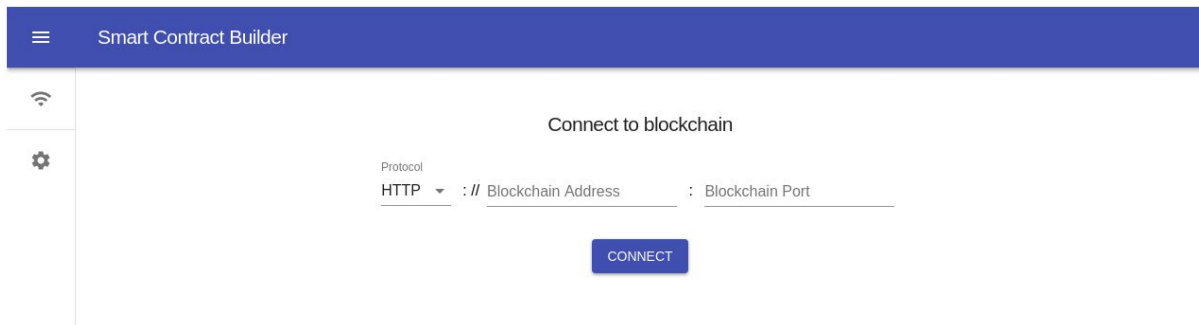 Smart Contract Builder
Connect to blockchain
Protocol
HTTP : // Blockchain Address : Blockchain Port
CONNECT